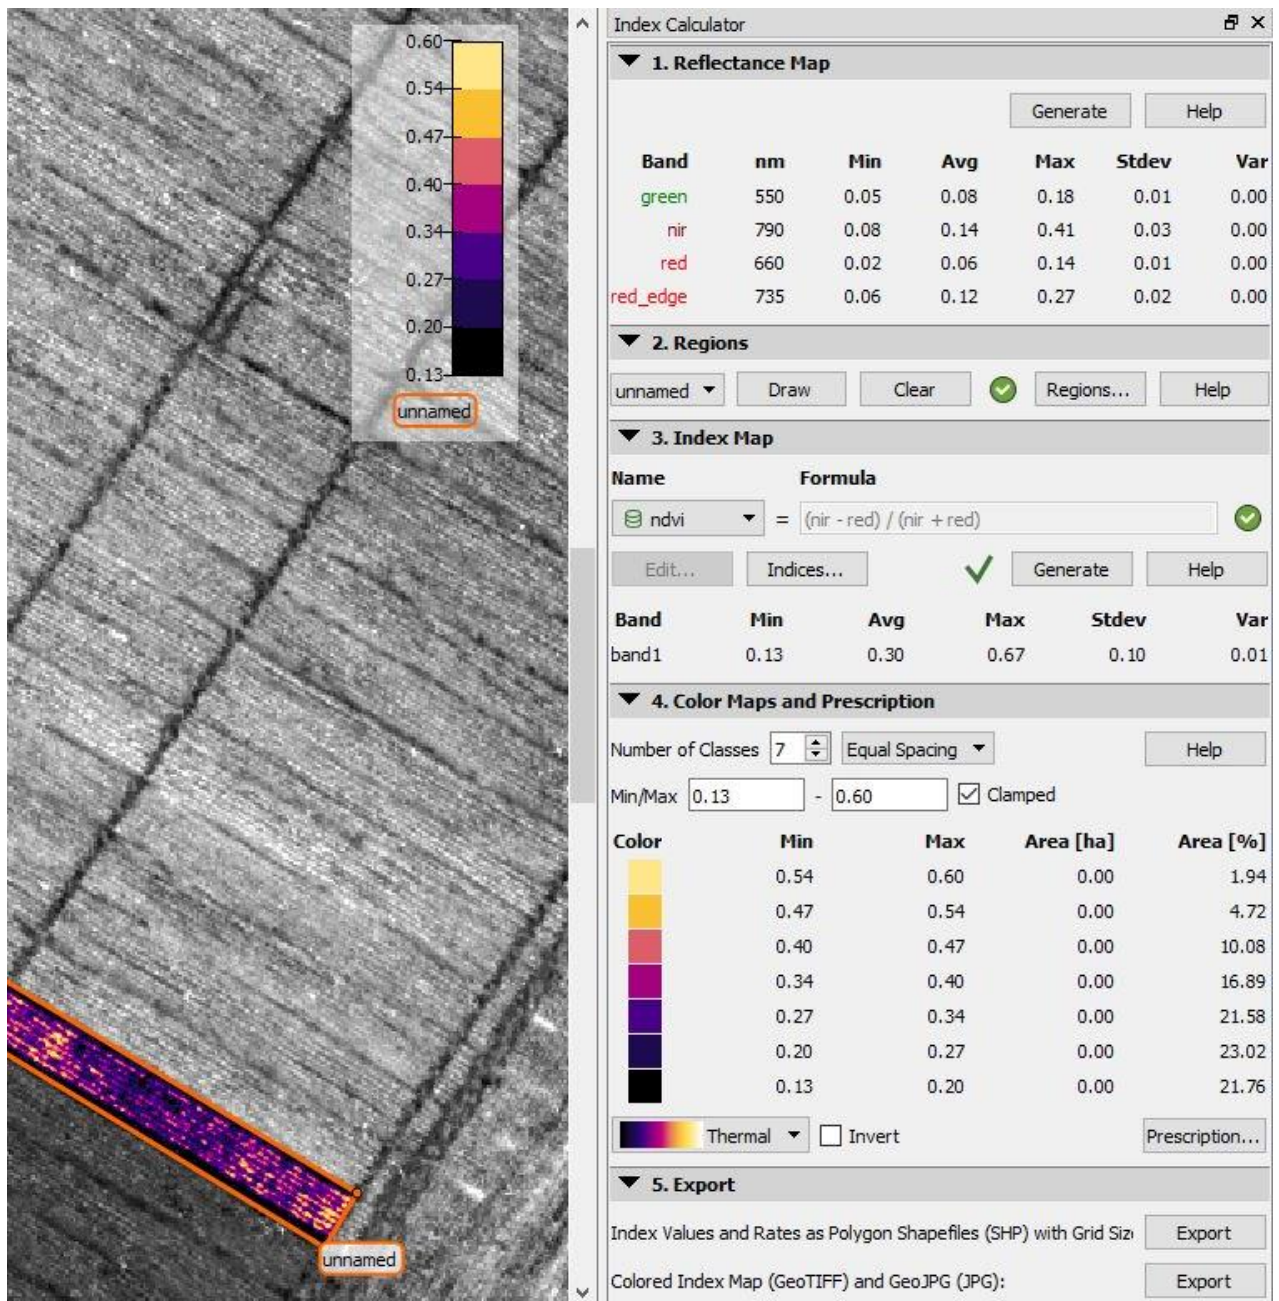 0.60
0.54
0.47
0.40
0.34
0.27
0.20
0.13
unnamed
unnamed
Index Calculator
1. Reflectance Map
Generate Help
Band nm Min Avg Max Stdev Var
green 550 0.05 0.08 0.18 0.01 0.00
nir 790 0.08 0.14 0.41 0.03 0.00
red 660 0.02 0.06 0.14 0.01 0.00
red_edge 735 0.06 0.12 0.27 0.02 0.00
2. Regions
unnamed Draw Clear Regions... Help
3. Index Map
Name Formula
ndvi = (nir - red) / (nir + red)
Edit... Indices... Generate Help
Band Min Avg Max Stdev Var
band1 0.13 0.30 0.67 0.10 0.01
4. Color Maps and Prescription
Number of Classes 7 Equal Spacing Help
Min/Max 0.13 - 0.60 Clamped
Color Min Max Area [ha] Area [%]
0.54 0.60 0.00 1.94
0.47 0.54 0.00 4.72
0.40 0.47 0.00 10.08
0.34 0.40 0.00 16.89
0.27 0.34 0.00 21.58
0.20 0.27 0.00 23.02
0.13 0.20 0.00 21.76
Thermal Invert Prescription...
5. Export
Index Values and Rates as Polygon Shapefiles (SHP) with Grid Siz Export
Colored Index Map (GeoTIFF) and GeoJPG (JPG): Export